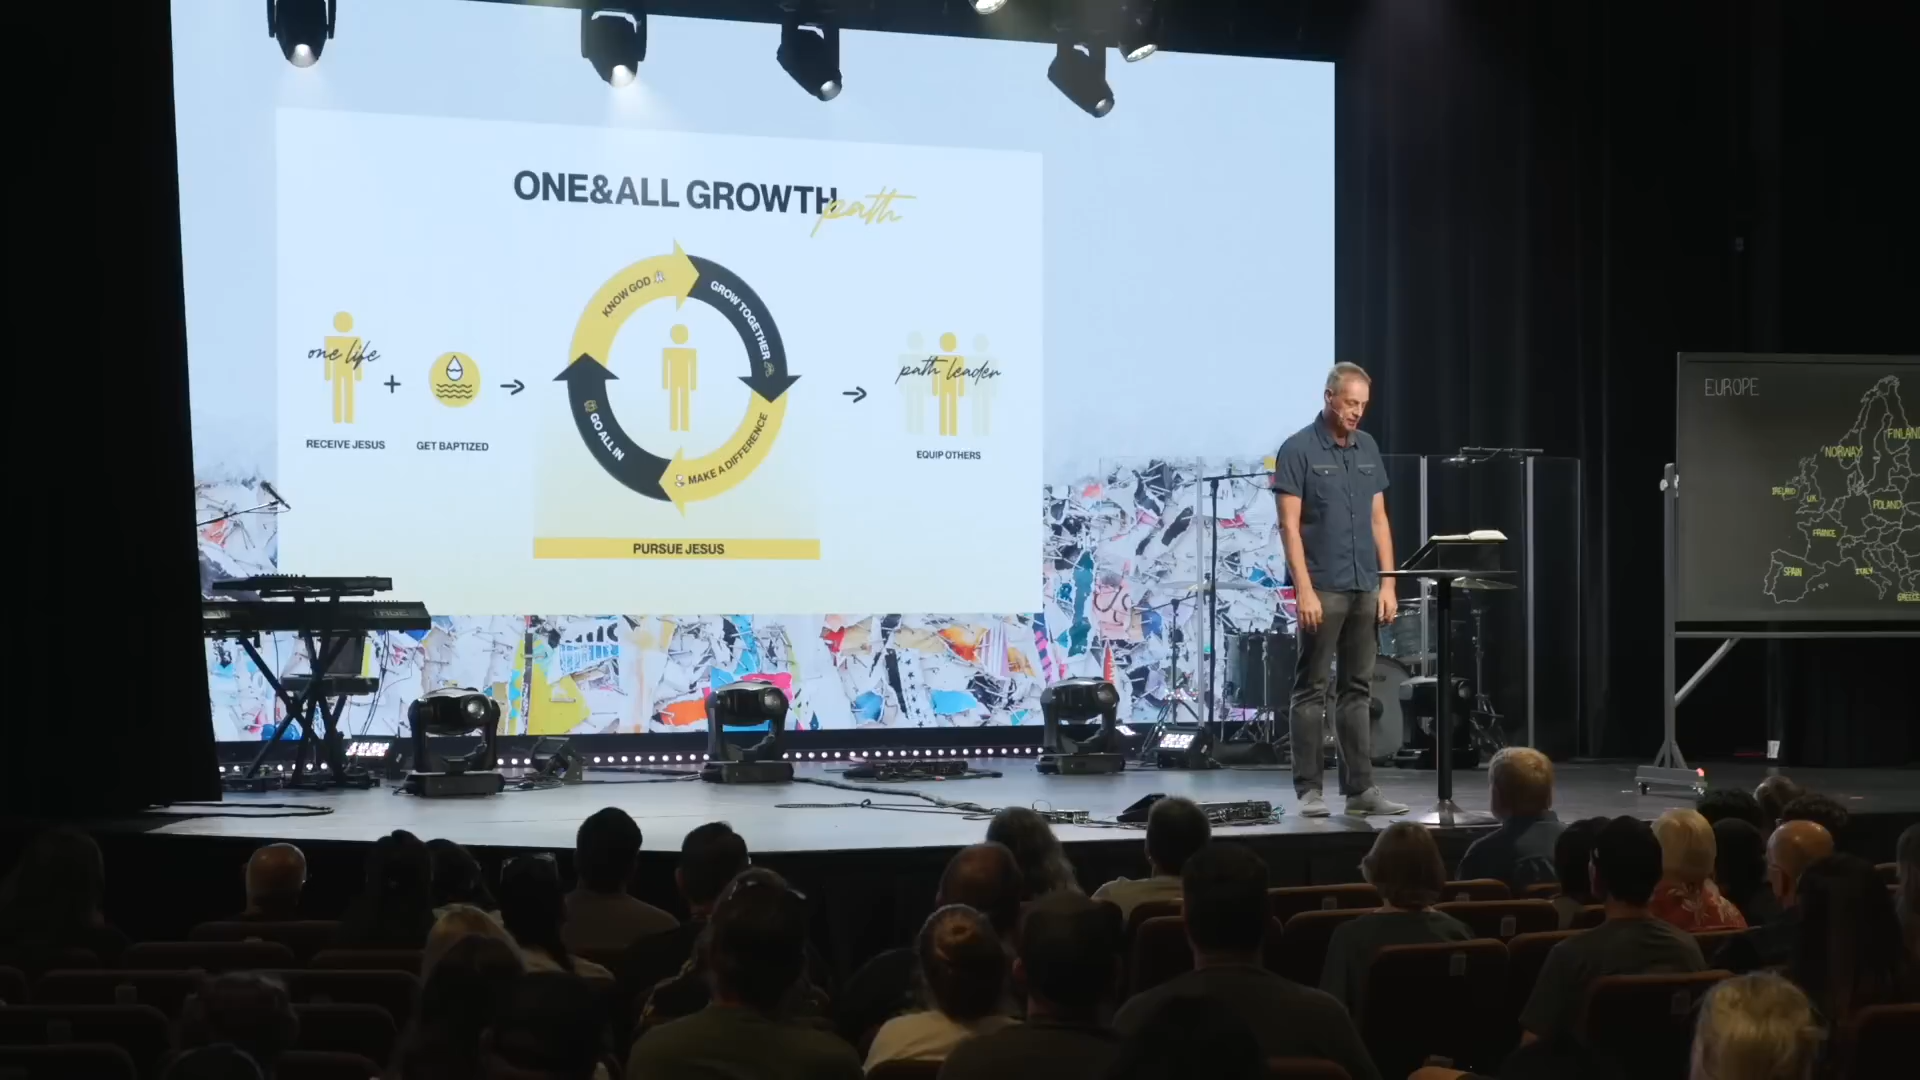 ONE&ALL GROWTH path
one life
+
RECEIVE JESUS
GET BAPTIZED
KNOW GOD
GROW TOGETHER
MAKE A DIFFERENCE
GO ALL IN
PURSUE JESUS
path leader
EQUIP OTHERS
EUROPE
FINLAND
NORWAY
IRELAND
UK
POLAND
FRANCE
SPAIN
ITALY
GREECE